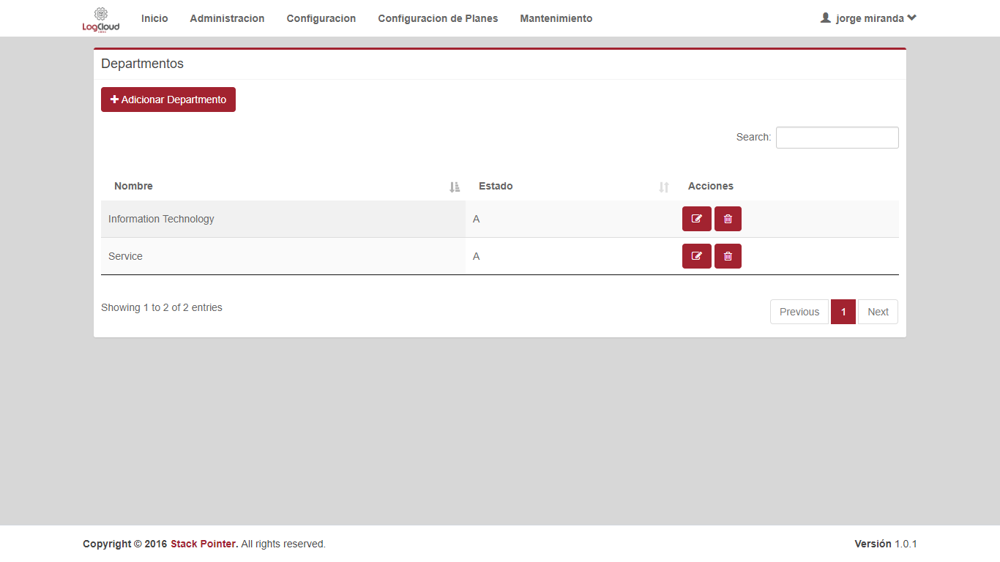 LogCloud
Inicio
Administracion
Configuracion
Configuracion de Planes
Mantenimiento
jorge miranda
Departmentos
Adicionar Departmento
Search:
Nombre Estado Acciones
Information Technology A
Service A
Showing 1 to 2 of 2 entries
Previous 1 Next
Copyright © 2016 Stack Pointer. All rights reserved.
Versión 1.0.1